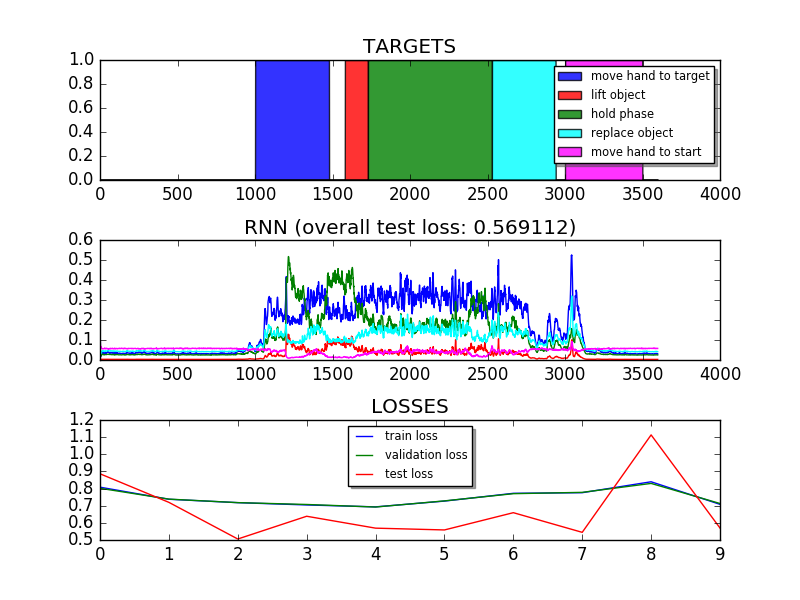 TARGETS
1.0
0.8
0.6
0.4
0.2
0.0
move hand to target
lift object
hold phase
replace object
move hand to start
0 500 1000 1500 2000 2500 3000 3500 4000
RNN (overall test loss: 0.569112)
0.6
0.5
0.4
0.3
0.2
0.1
0.0
0 500 1000 1500 2000 2500 3000 3500 4000
LOSSES
1.2
1.1
1.0
0.9
0.8
0.7
0.6
0.5
train loss
validation loss
test loss
0 1 2 3 4 5 6 7 8 9